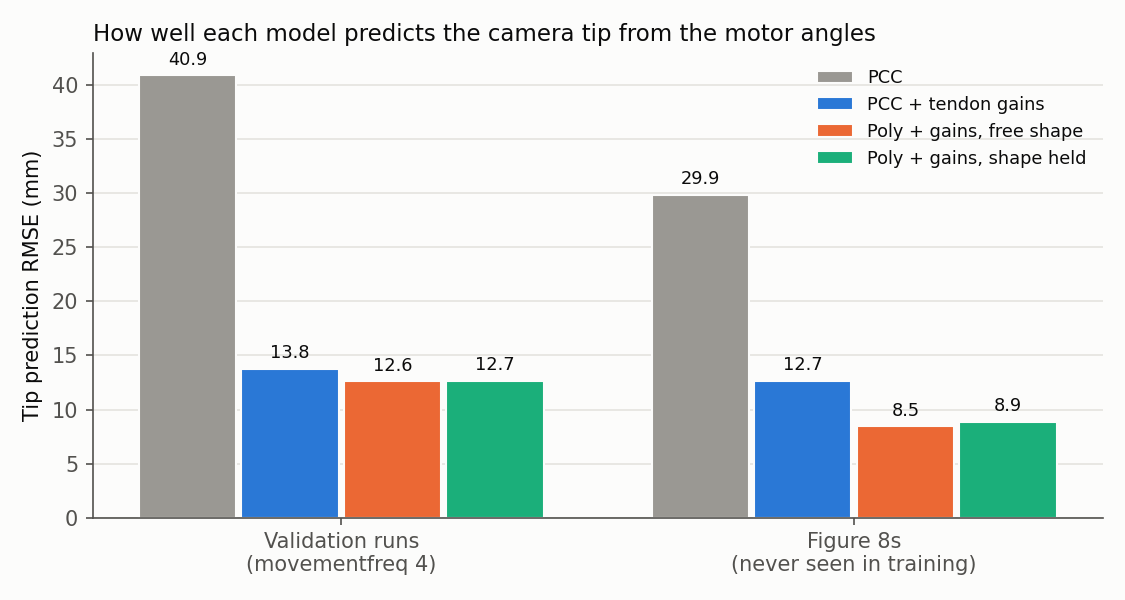 How well each model predicts the camera tip from the motor angles
Tip prediction RMSE (mm)
40
35
30
25
20
15
10
5
0
40.9
13.8
12.6
12.7
29.9
12.7
8.5
8.9
PCC
PCC + tendon gains
Poly + gains, free shape
Poly + gains, shape held
Validation runs
(movementfreq 4)
Figure 8s
(never seen in training)